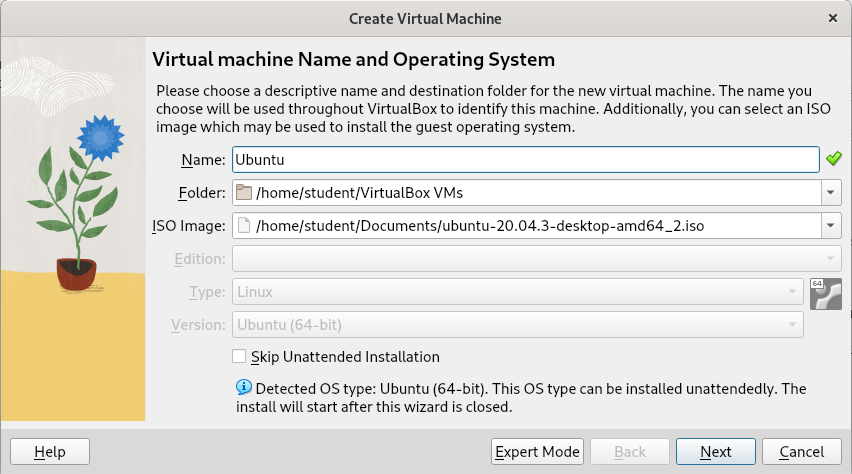 Create Virtual Machine
Virtual machine Name and Operating System
Please choose a descriptive name and destination folder for the new virtual machine. The name you
choose will be used throughout VirtualBox to identify this machine. Additionally, you can select an ISO
image which may be used to install the guest operating system.
Name: Ubuntu
Folder: /home/student/VirtualBox VMs
ISO Image: /home/student/Documents/ubuntu-20.04.3-desktop-amd64_2.iso
Edition:
Type: Linux 64
Version: Ubuntu (64-bit)
Skip Unattended Installation
Detected OS type: Ubuntu (64-bit). This OS type can be installed unattendedly. The
install will start after this wizard is closed.
Help Expert Mode Back Next Cancel